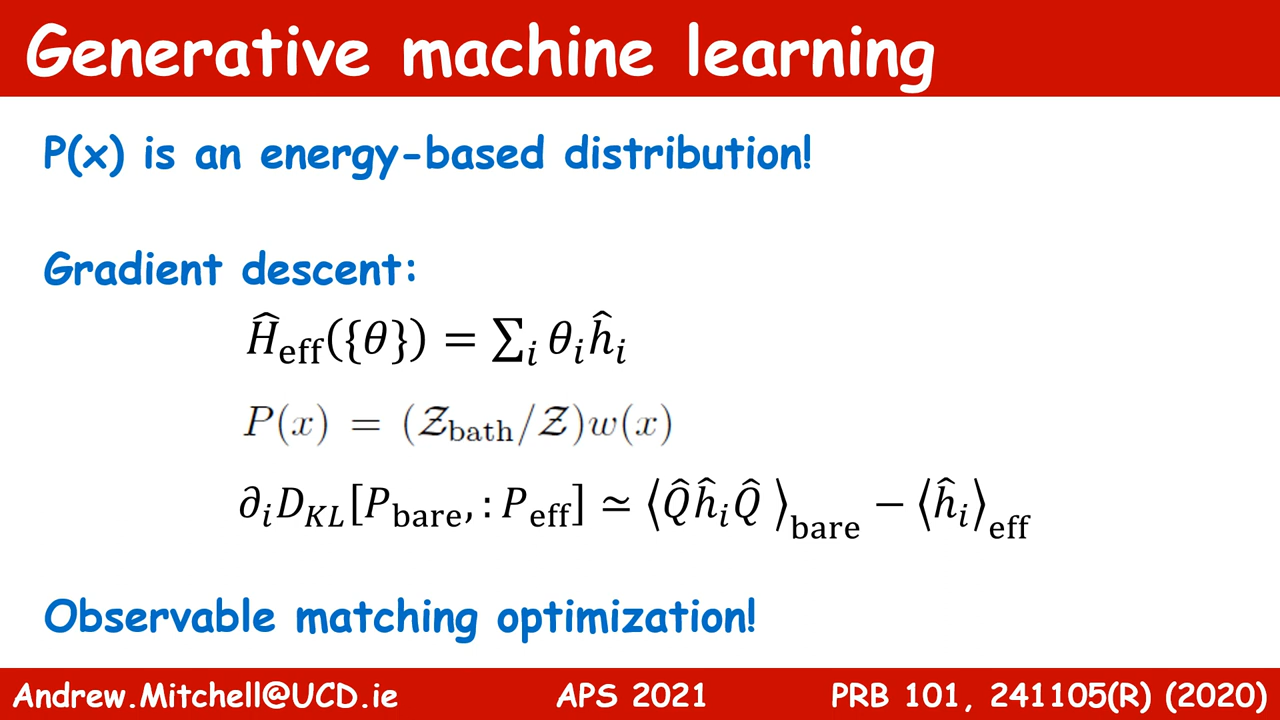 Generative machine learning
P(x) is an energy-based distribution!
Gradient descent:
Ĥ_eff({θ}) = ∑_i θ_i ĥ_i
P(x) = (𝒵_bath/𝒵)w(x)
∂_i D_KL[P_bare,: P_eff] ≃ ⟨Q̂ĥ_iQ̂ ⟩_bare − ⟨ĥ_i⟩_eff
Observable matching optimization!
Andrew.Mitchell@UCD.ie APS 2021 PRB 101, 241105(R) (2020)